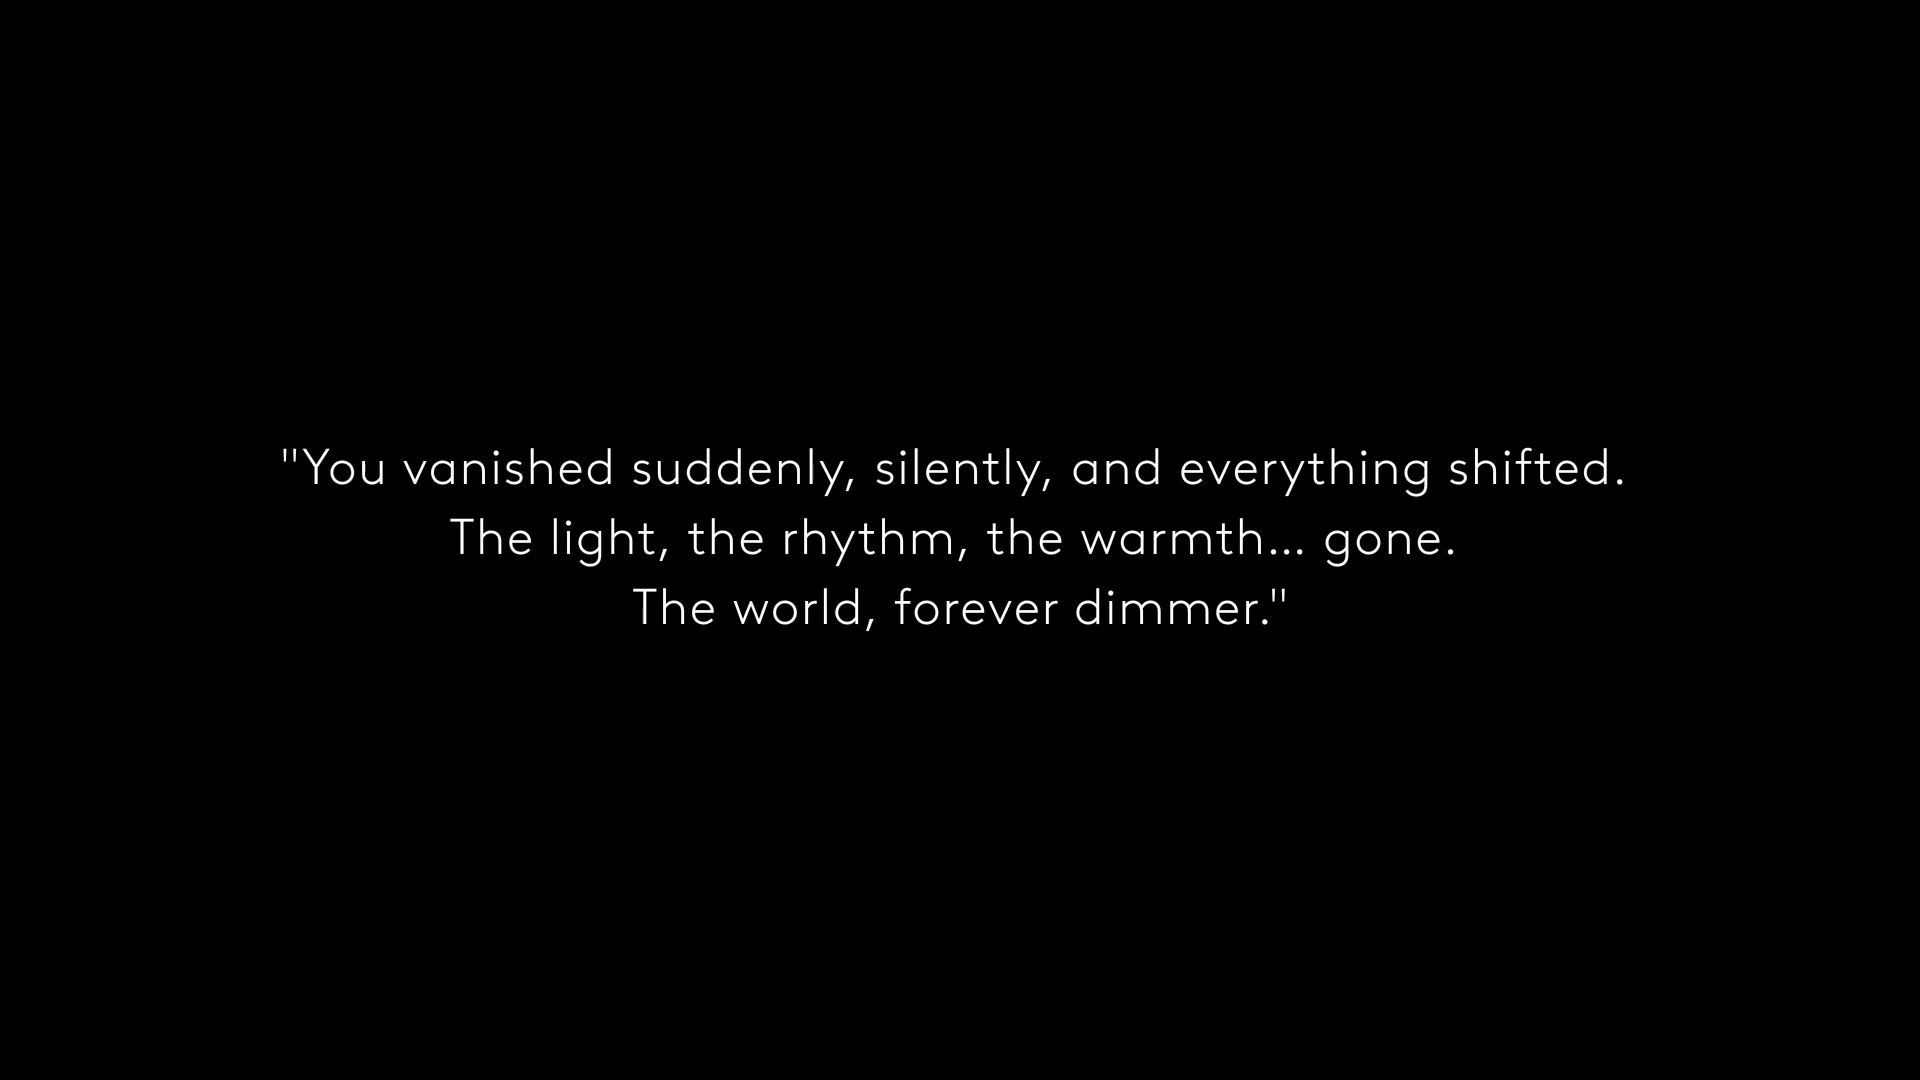 "You vanished suddenly, silently, and everything shifted.
The light, the rhythm, the warmth... gone.
The world, forever dimmer."